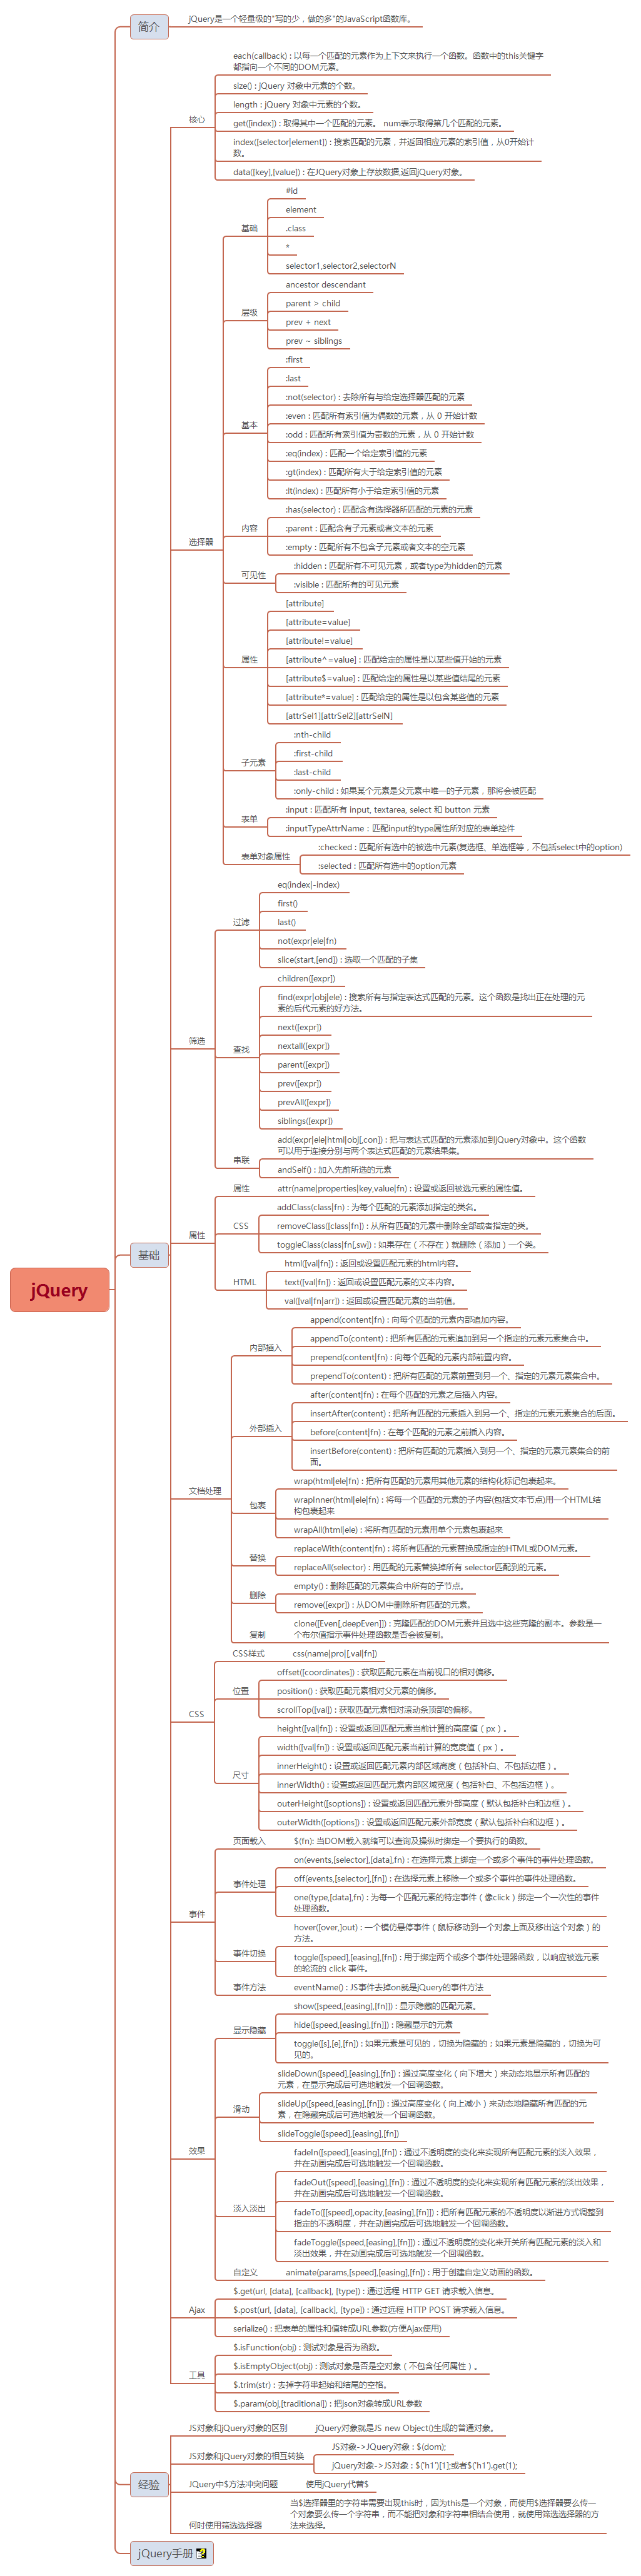 jQuery
简介
jQuery是一个轻量级的"写的少，做的多"的JavaScript函数库。
基础
核心
each(callback)：以每一个匹配的元素作为上下文来执行一个函数。函数中的this关键字
都指向一个不同的DOM元素。
size()：jQuery 对象中元素的个数。
length：jQuery 对象中元素的个数。
get([index])：取得其中一个匹配的元素。 num表示取得第几个匹配的元素。
index([selector|element])：搜索匹配的元素，并返回相应元素的索引值，从0开始计
数。
data([key],[value])：在JQuery对象上存放数据,返回jQuery对象。
选择器
基础
#id
element
.class
*
selector1,selector2,selectorN
层级
ancestor descendant
parent > child
prev + next
prev ~ siblings
基本
:first
:last
:not(selector)：去除所有与给定选择器匹配的元素
:even：匹配所有索引值为偶数的元素，从 0 开始计数
:odd：匹配所有索引值为奇数的元素，从 0 开始计数
:eq(index)：匹配一个给定索引值的元素
:gt(index)：匹配所有大于给定索引值的元素
:lt(index)：匹配所有小于给定索引值的元素
内容
:has(selector)：匹配含有选择器所匹配的元素的元素
:parent：匹配含有子元素或者文本的元素
:empty：匹配所有不包含子元素或者文本的空元素
可见性
:hidden：匹配所有不可见元素，或者type为hidden的元素
:visible：匹配所有的可见元素
属性
[attribute]
[attribute=value]
[attribute!=value]
[attribute^=value]：匹配给定的属性是以某些值开始的元素
[attribute$=value]：匹配给定的属性是以某些值结尾的元素
[attribute*=value]：匹配给定的属性是以包含某些值的元素
[attrSel1][attrSel2][attrSelN]
子元素
:nth-child
:first-child
:last-child
:only-child：如果某个元素是父元素中唯一的子元素，那将会被匹配
表单
:input：匹配所有 input, textarea, select 和 button 元素
:inputTypeAttrName：匹配input的type属性所对应的表单控件
表单对象属性
:checked：匹配所有选中的被选中元素(复选框、单选框等，不包括select中的option)
:selected：匹配所有选中的option元素
筛选
过滤
eq(index|-index)
first()
last()
not(expr|ele|fn)
slice(start,[end])：选取一个匹配的子集
查找
children([expr])
find(expr|obj|ele)：搜索所有与指定表达式匹配的元素。这个函数是找出正在处理的元
素的后代元素的好方法。
next([expr])
nextall([expr])
parent([expr])
prev([expr])
prevAll([expr])
siblings([expr])
串联
add(expr|ele|html|obj[,con])：把与表达式匹配的元素添加到jQuery对象中。这个函数
可以用于连接分别与两个表达式匹配的元素结果集。
andSelf()：加入先前所选的元素
属性
属性
attr(name|properties|key,value|fn)：设置或返回被选元素的属性值。
CSS
addClass(class|fn)：为每个匹配的元素添加指定的类名。
removeClass([class|fn])：从所有匹配的元素中删除全部或者指定的类。
toggleClass(class|fn[,sw])：如果存在（不存在）就删除（添加）一个类。
HTML
html([val|fn])：返回或设置匹配元素的html内容。
text([val|fn])：返回或设置匹配元素的文本内容。
val([val|fn|arr])：返回或设置匹配元素的当前值。
文档处理
内部插入
append(content|fn)：向每个匹配的元素内部追加内容。
appendTo(content)：把所有匹配的元素追加到另一个指定的元素元素集合中。
prepend(content|fn)：向每个匹配的元素内部前置内容。
prependTo(content)：把所有匹配的元素前置到另一个、指定的元素元素集合中。
外部插入
after(content|fn)：在每个匹配的元素之后插入内容。
insertAfter(content)：把所有匹配的元素插入到另一个、指定的元素元素集合的后面。
before(content|fn)：在每个匹配的元素之前插入内容。
insertBefore(content)：把所有匹配的元素插入到另一个、指定的元素元素集合的前
面。
包裹
wrap(html|ele|fn)：把所有匹配的元素用其他元素的结构化标记包裹起来。
wrapInner(html|ele|fn)：将每一个匹配的元素的子内容(包括文本节点)用一个HTML结
构包裹起来
wrapAll(html|ele)：将所有匹配的元素用单个元素包裹起来
替换
replaceWith(content|fn)：将所有匹配的元素替换成指定的HTML或DOM元素。
replaceAll(selector)：用匹配的元素替换掉所有 selector匹配到的元素。
删除
empty()：删除匹配的元素集合中所有的子节点。
remove([expr])：从DOM中删除所有匹配的元素。
复制
clone([Even[,deepEven]])：克隆匹配的DOM元素并且选中这些克隆的副本。参数是一
个布尔值指示事件处理函数是否会被复制。
CSS
CSS样式
css(name|pro|[,val|fn])
位置
offset([coordinates])：获取匹配元素在当前视口的相对偏移。
position()：获取匹配元素相对父元素的偏移。
scrollTop([val])：获取匹配元素相对滚动条顶部的偏移。
尺寸
height([val|fn])：设置或返回匹配元素当前计算的高度值（px）。
width([val|fn])：设置或返回匹配元素当前计算的宽度值（px）。
innerHeight()：设置或返回匹配元素内部区域高度（包括补白、不包括边框）。
innerWidth()：设置或返回匹配元素内部区域宽度（包括补白、不包括边框）。
outerHeight([soptions])：设置或返回匹配元素外部高度（默认包括补白和边框）。
outerWidth([options])：设置或返回匹配元素外部宽度（默认包括补白和边框）。
事件
页面载入
$(fn): 当DOM载入就绪可以查询及操纵时绑定一个要执行的函数。
事件处理
on(events,[selector],[data],fn)：在选择元素上绑定一个或多个事件的事件处理函数。
off(events,[selector],[fn])：在选择元素上移除一个或多个事件的事件处理函数。
one(type,[data],fn)：为每一个匹配元素的特定事件（像click）绑定一个一次性的事件
处理函数。
事件切换
hover([over,]out)：一个模仿悬停事件（鼠标移动到一个对象上面及移出这个对象）的
方法。
toggle([speed],[easing],[fn])：用于绑定两个或多个事件处理器函数，以响应被选元素
的轮流的 click 事件。
事件方法
eventName()：JS事件去掉on就是jQuery的事件方法
效果
显示隐藏
show([speed,[easing],[fn]])：显示隐藏的匹配元素。
hide([speed,[easing],[fn]])：隐藏显示的元素
toggle([s],[e],[fn])：如果元素是可见的，切换为隐藏的；如果元素是隐藏的，切换为可
见的。
滑动
slideDown([speed],[easing],[fn])：通过高度变化（向下增大）来动态地显示所有匹配的
元素，在显示完成后可选地触发一个回调函数。
slideUp([speed,[easing],[fn]])：通过高度变化（向上减小）来动态地隐藏所有匹配的元
素，在隐藏完成后可选地触发一个回调函数。
slideToggle([speed],[easing],[fn])
淡入淡出
fadeIn([speed],[easing],[fn])：通过不透明度的变化来实现所有匹配元素的淡入效果，
并在动画完成后可选地触发一个回调函数。
fadeOut([speed],[easing],[fn])：通过不透明度的变化来实现所有匹配元素的淡出效果，
并在动画完成后可选地触发一个回调函数。
fadeTo([[speed],opacity,[easing],[fn]])：把所有匹配元素的不透明度以渐进方式调整到
指定的不透明度，并在动画完成后可选地触发一个回调函数。
fadeToggle([speed,[easing],[fn]])：通过不透明度的变化来开关所有匹配元素的淡入和
淡出效果，并在动画完成后可选地触发一个回调函数。
自定义
animate(params,[speed],[easing],[fn])：用于创建自定义动画的函数。
Ajax
$.get(url, [data], [callback], [type])：通过远程 HTTP GET 请求载入信息。
$.post(url, [data], [callback], [type])：通过远程 HTTP POST 请求载入信息。
serialize()：把表单的属性和值转成URL参数(方便Ajax使用)
工具
$.isFunction(obj)：测试对象是否为函数。
$.isEmptyObject(obj)：测试对象是否是空对象（不包含任何属性）。
$.trim(str)：去掉字符串起始和结尾的空格。
$.param(obj,[traditional])：把json对象转成URL参数
经验
JS对象和jQuery对象的区别
jQuery对象就是JS new Object()生成的普通对象。
JS对象和jQuery对象的相互转换
JS对象->JQuery对象：$(dom);
jQuery对象->JS对象：$('h1')[1];或者$('h1').get(1);
JQuery中$方法冲突问题
使用jQuery代替$
何时使用筛选选择器
当$选择器里的字符串需要出现this时，因为this是一个对象，而使用$选择器要么传一
个对象要么传一个字符串，而不能把对象和字符串相结合使用，就使用筛选选择器的方
法来选择。
jQuery手册